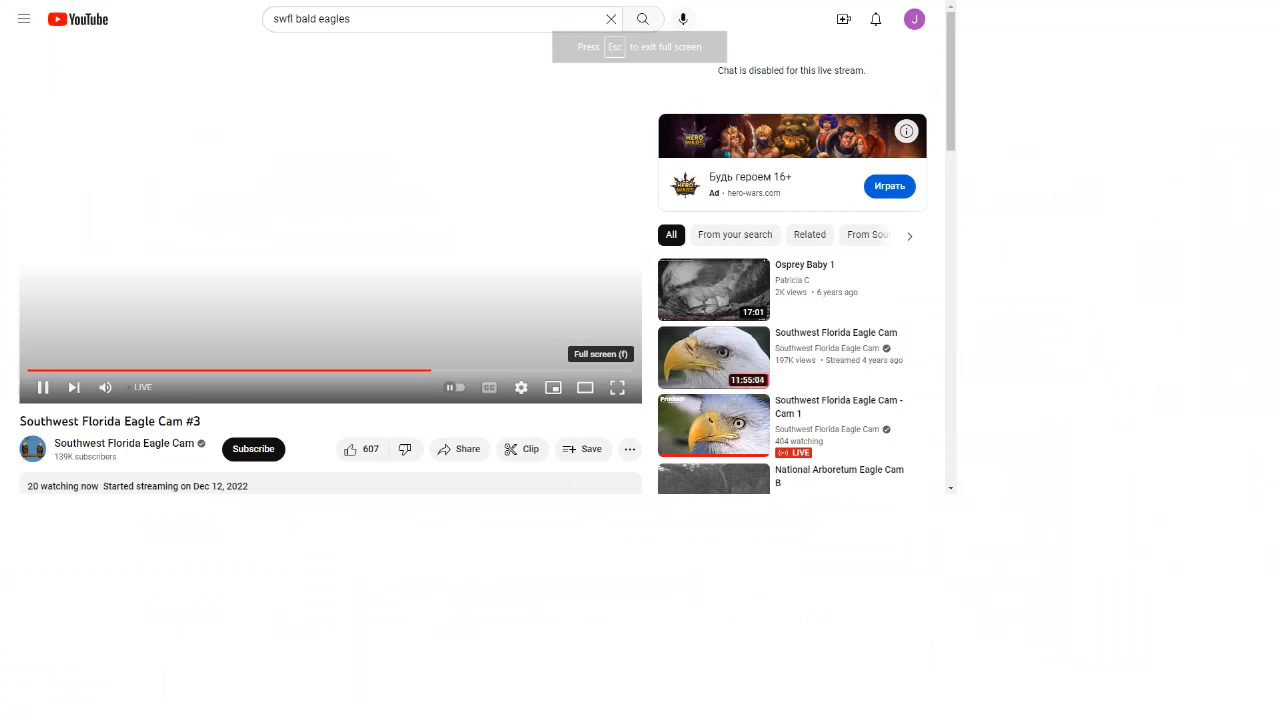 YouTube
swfl bald eagles
J
Press Esc to exit full screen
Chat is disabled for this live stream.
HERO WARS
HERO WARS
Будь героем 16+
Ad · hero-wars.com
Играть
All
From your search
Related
From Sou
Osprey Baby 1
Patricia C
2K views • 6 years ago
17:01
Southwest Florida Eagle Cam
Southwest Florida Eagle Cam
197K views • Streamed 4 years ago
11:55:04
Southwest Florida Eagle Cam -
Cam 1
Southwest Florida Eagle Cam
404 watching
LIVE
National Arboretum Eagle Cam
B
Full screen (f)
LIVE
CC
Southwest Florida Eagle Cam #3
Southwest Florida Eagle Cam
139K subscribers
Subscribe
607
Share
Clip
Save
20 watching now Started streaming on Dec 12, 2022